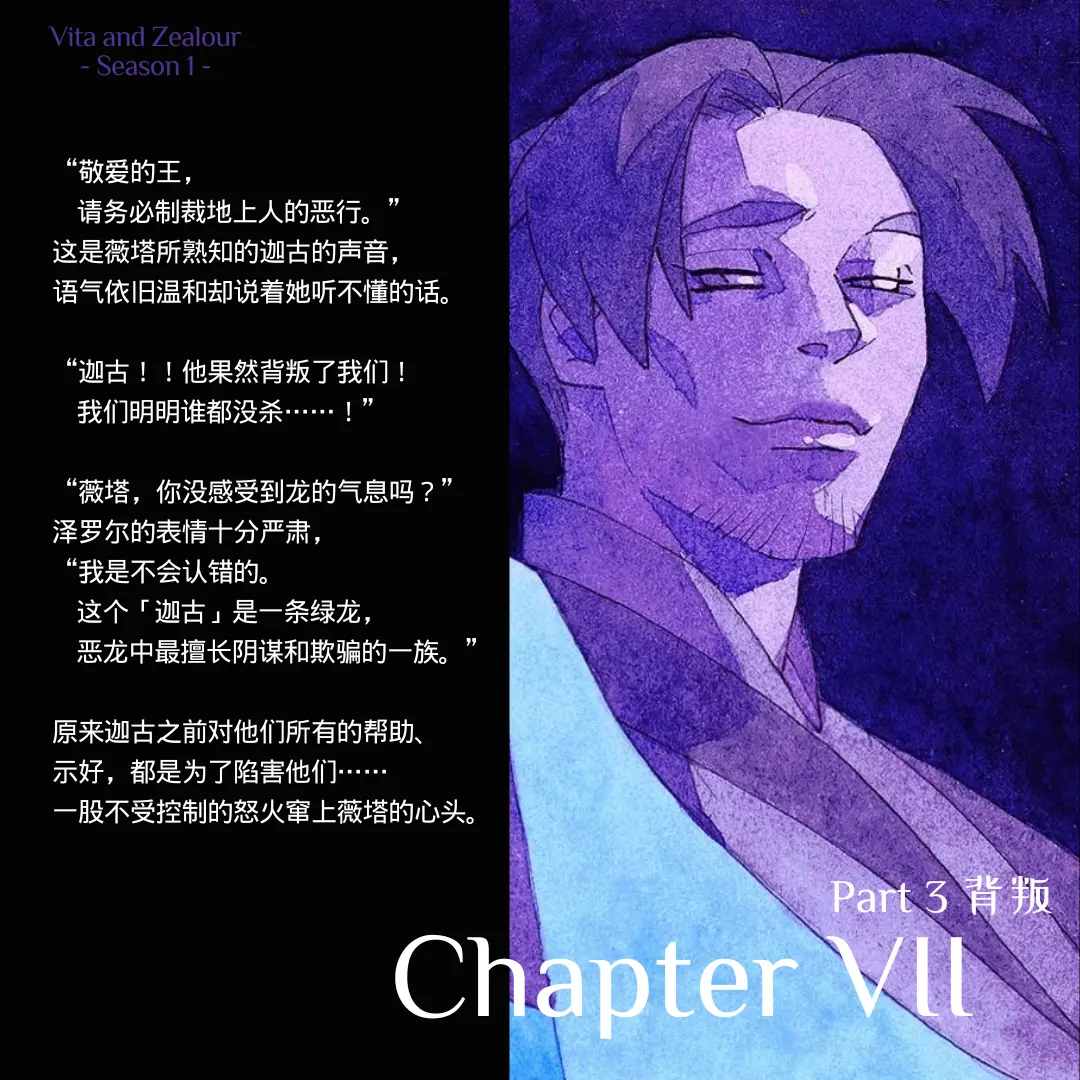 Vita and Zealour
- Season 1 -
“敬爱的王，
请务必制裁地上人的恶行。”
这是薇塔所熟知的迦古的声音，
语气依旧温和却说着她听不懂的话。
“迦古！！他果然背叛了我们！
我们明明谁都没杀……！”
“薇塔，你没感受到龙的气息吗？”
泽罗尔的表情十分严肃，
“我是不会认错的。
这个「迦古」是一条绿龙，
恶龙中最擅长阴谋和欺骗的一族。”
原来迦古之前对他们所有的帮助、
示好，都是为了陷害他们……
一股不受控制的怒火窜上薇塔的心头。
Part 3 背叛
Chapter Vll